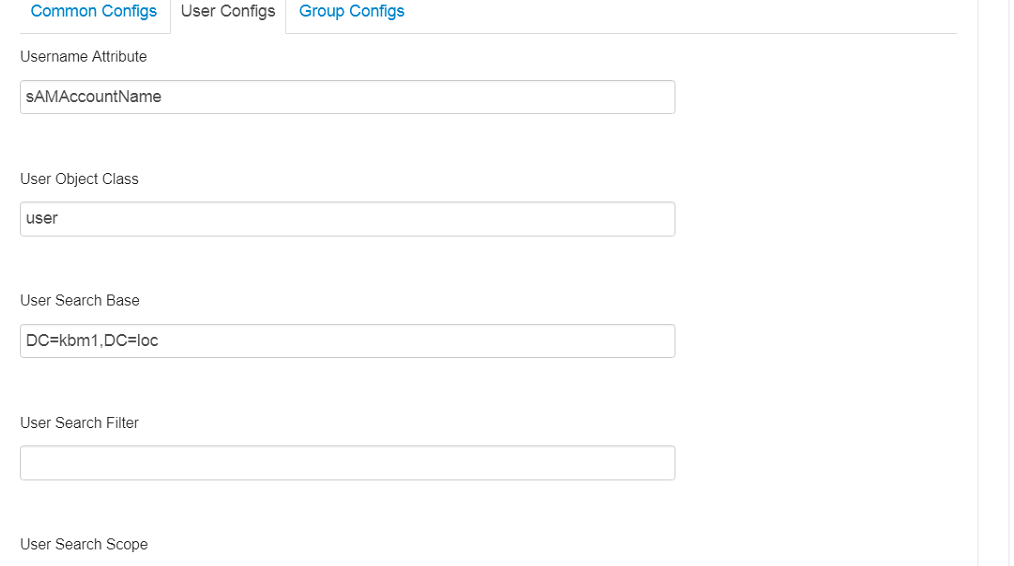 Common Configs User Configs Group Configs
Username Attribute
sAMAccountName
User Object Class
user
User Search Base
DC=kbm1,DC=loc
User Search Filter
User Search Scope